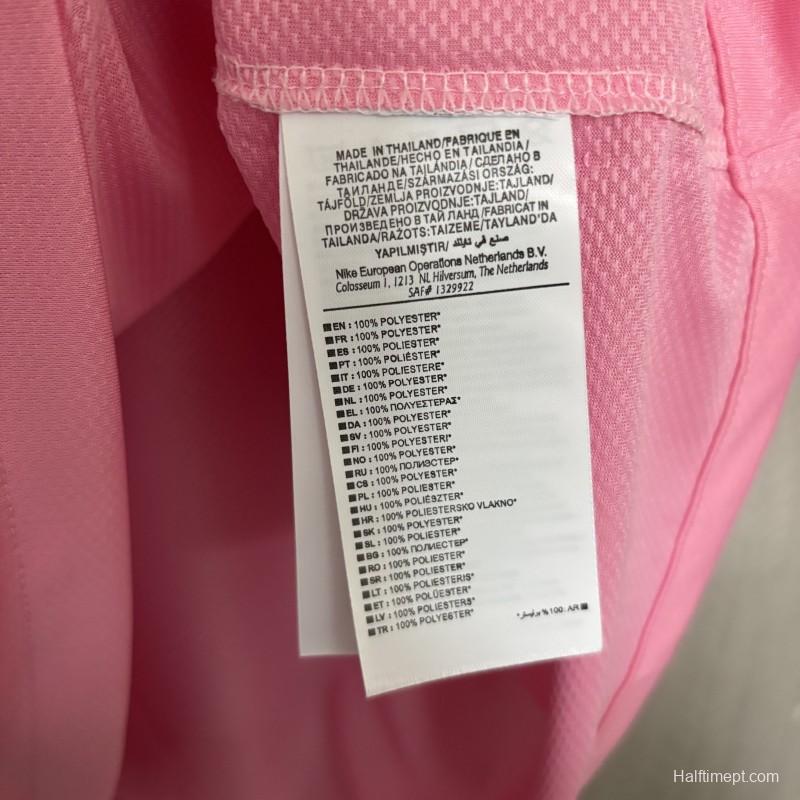 MADE IN THAILAND/FABRIQUE EN
THAILANDE/HECHO EN TAILANDIA/
FABRICADO NA TAJLÂNDIA/СДЕЛАНО В
ТАИЛАНДЕ/SZÁRMAZÁSI ORSZÁG:
TÁJFÖLD/ZEMLJA PROIZVODNJE:TAJLAND/
DRŽAVA PROIZVODNJE:TAJLAND/
ПРОИЗВЕДЕНО В ТАЙЛАНД/FABRICAT IN
TAILANDA/RAŽOTS:TAIZEME/TAYLAND'DA
YAPILMIŞTIR/ صنع في تايلند
Nike European Operations Netherlands B.V.
Colosseum 1, 1213 NL Hilversum, The Netherlands
SAF# 1329922
EN : 100% POLYESTER*
FR : 100% POLYESTER*
ES : 100% POLIESTER*
PT : 100% POLIÉSTER*
IT : 100% POLIESTERE*
DE : 100% POLYESTER*
NL : 100% POLYESTER*
EL : 100% ΠΟΛΥΕΣΤΕΡΑΣ*
DA : 100% POLYESTER*
SV : 100% POLYESTER*
FI : 100% POLYESTERI*
NO : 100% POLYESTER*
RU : 100% ПОЛИЭСТЕР*
CS : 100% POLYESTER*
PL : 100% POLIESTER*
HU : 100% POLIÉSZTER*
HR : 100% POLIESTERSKO VLAKNO*
SK : 100% POLYESTER*
SL : 100% POLIESTER*
BG : 100% ПОЛИЕСТЕР*
RO : 100% POLIESTER*
SR : 100% POLIESTER*
LT : 100% POLIESTERIS*
ET : 100% POLÜESTER*
LV : 100% POLIESTERS*
TR : 100% POLYESTER*
AR :100 % بوليستر*
Halftimept.com